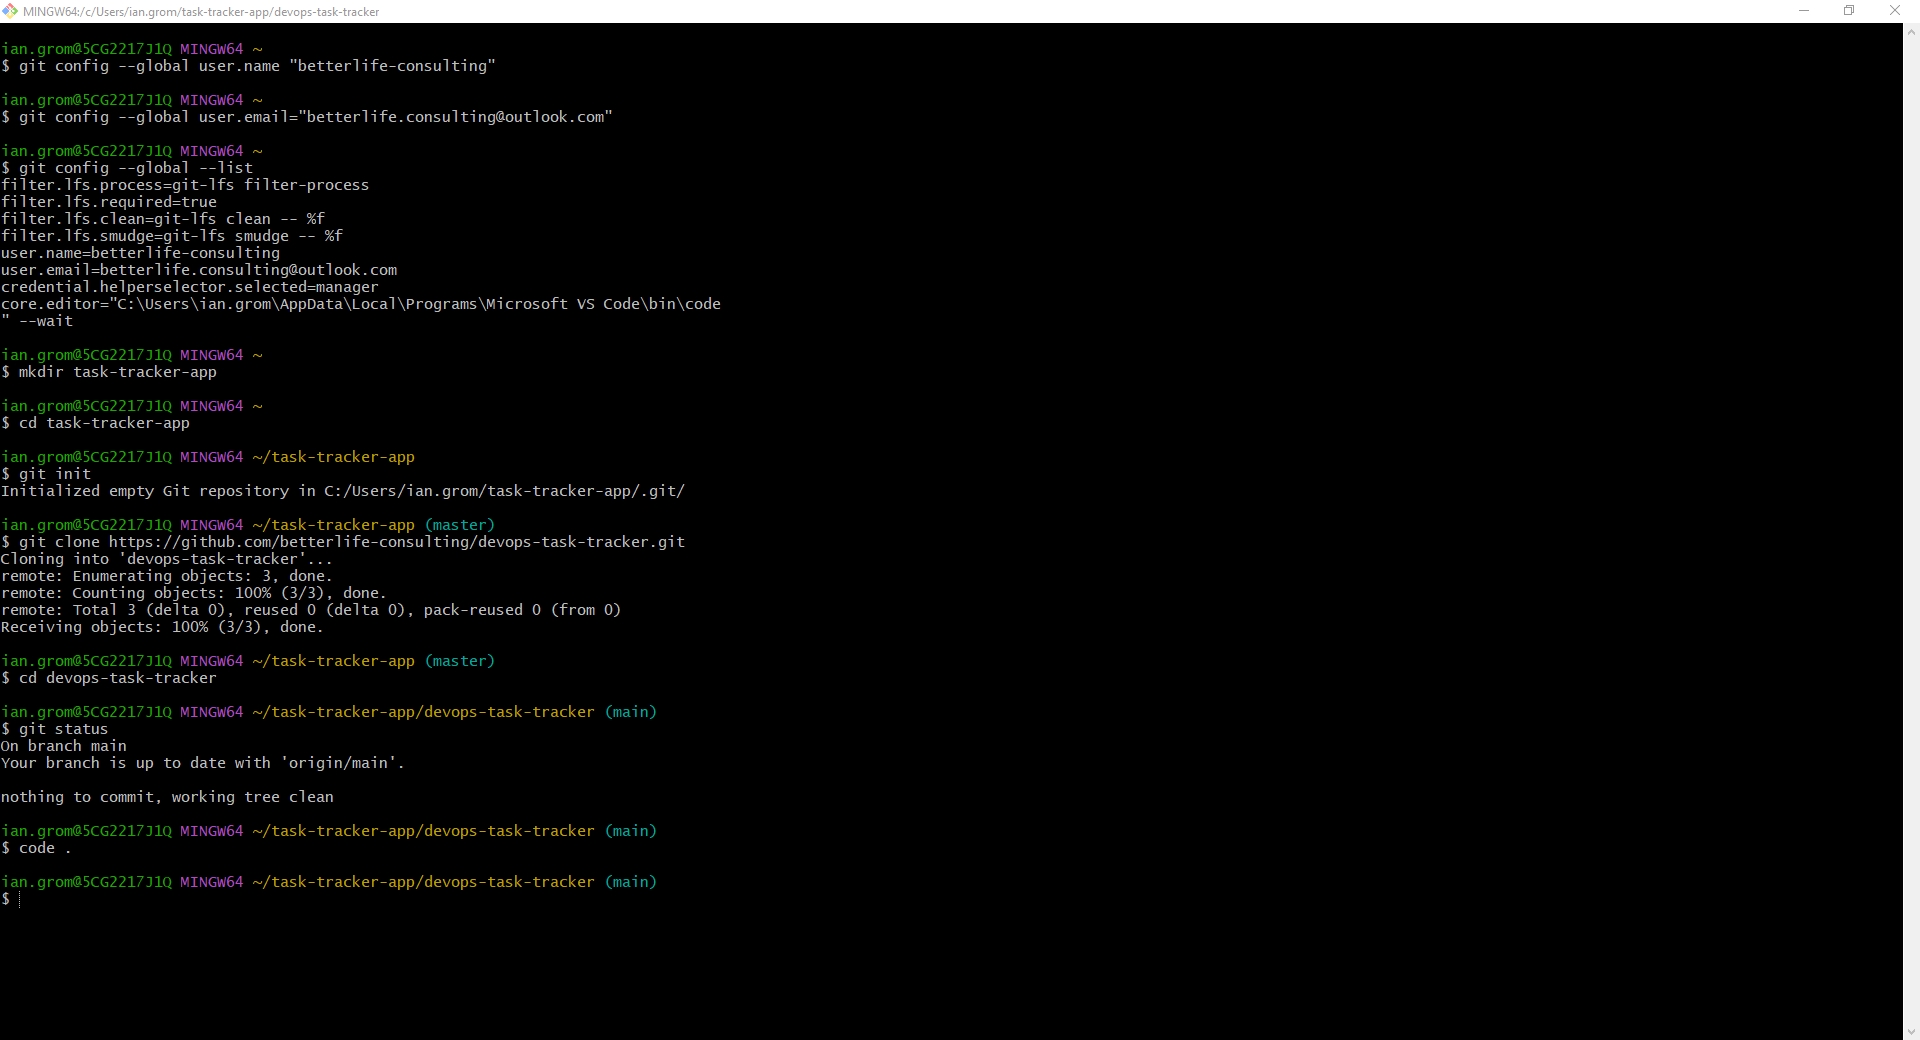 MINGW64:/c/Users/ian.grom/task-tracker-app/devops-task-tracker
ian.grom@5CG2217J1Q MINGW64 ~
$ git config --global user.name "betterlife-consulting"
ian.grom@5CG2217J1Q MINGW64 ~
$ git config --global user.email="betterlife.consulting@outlook.com"
ian.grom@5CG2217J1Q MINGW64 ~
$ git config --global --list
filter.lfs.process=git-lfs filter-process
filter.lfs.required=true
filter.lfs.clean=git-lfs clean -- %f
filter.lfs.smudge=git-lfs smudge -- %f
user.name=betterlife-consulting
user.email=betterlife.consulting@outlook.com
credential.helperselector.selected=manager
core.editor="C:\Users\ian.grom\AppData\Local\Programs\Microsoft VS Code\bin\code
" --wait
ian.grom@5CG2217J1Q MINGW64 ~
$ mkdir task-tracker-app
ian.grom@5CG2217J1Q MINGW64 ~
$ cd task-tracker-app
ian.grom@5CG2217J1Q MINGW64 ~/task-tracker-app
$ git init
Initialized empty Git repository in C:/Users/ian.grom/task-tracker-app/.git/
ian.grom@5CG2217J1Q MINGW64 ~/task-tracker-app (master)
$ git clone https://github.com/betterlife-consulting/devops-task-tracker.git
Cloning into 'devops-task-tracker'...
remote: Enumerating objects: 3, done.
remote: Counting objects: 100% (3/3), done.
remote: Total 3 (delta 0), reused 0 (delta 0), pack-reused 0 (from 0)
Receiving objects: 100% (3/3), done.
ian.grom@5CG2217J1Q MINGW64 ~/task-tracker-app (master)
$ cd devops-task-tracker
ian.grom@5CG2217J1Q MINGW64 ~/task-tracker-app/devops-task-tracker (main)
$ git status
On branch main
Your branch is up to date with 'origin/main'.
nothing to commit, working tree clean
ian.grom@5CG2217J1Q MINGW64 ~/task-tracker-app/devops-task-tracker (main)
$ code .
ian.grom@5CG2217J1Q MINGW64 ~/task-tracker-app/devops-task-tracker (main)
$